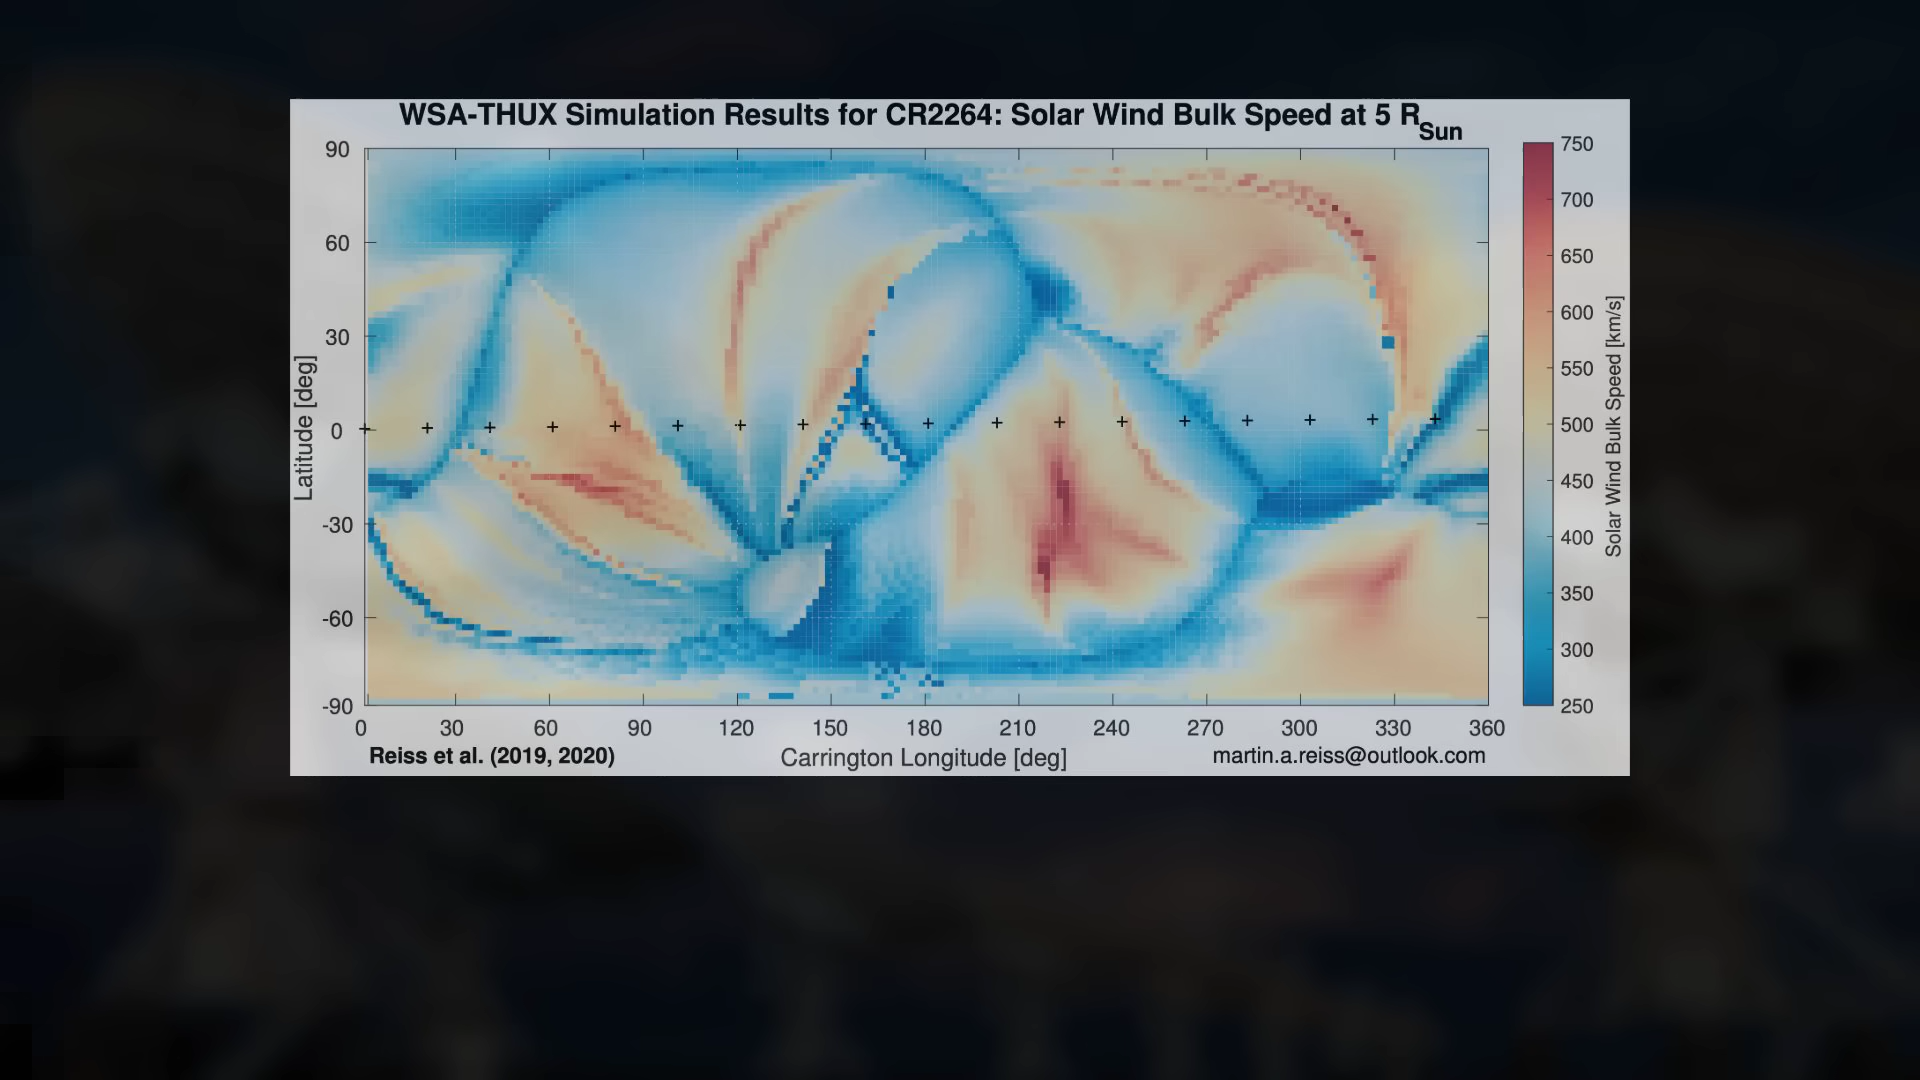 WSA-THUX Simulation Results for CR2264: Solar Wind Bulk Speed at 5 R_Sun
90
60
30
0
-30
-60
-90
Latitude [deg]
0 30 60 90 120 150 180 210 240 270 300 330 360
Reiss et al. (2019, 2020)
Carrington Longitude [deg]
martin.a.reiss@outlook.com
750
700
650
600
550
500
450
400
350
300
250
Solar Wind Bulk Speed [km/s]